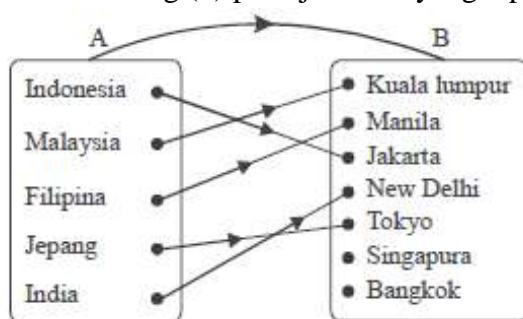 A B
Indonesia
Malaysia
Filipina
Jepang
India
Kuala lumpur
Manila
Jakarta
New Delhi
Tokyo
Singapura
Bangkok